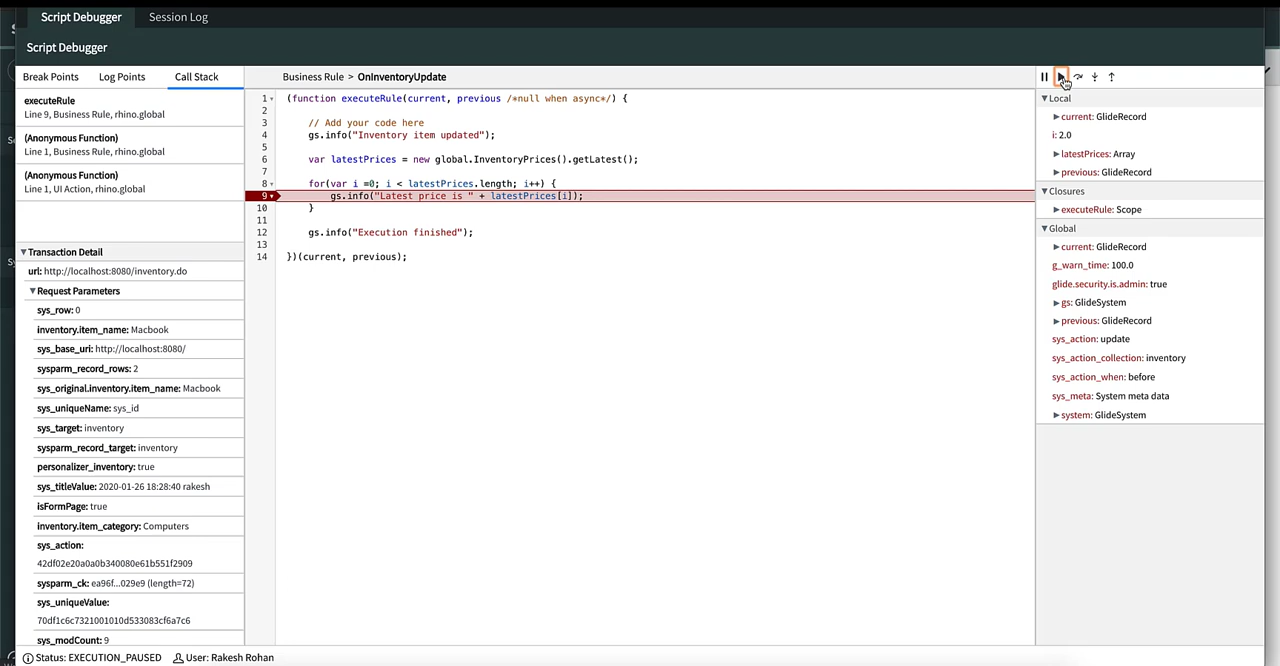 Script Debugger
Session Log
Script Debugger
Break Points
Log Points
Call Stack
executeRule
Line 9, Business Rule, rhino.global
(Anonymous Function)
Line 1, Business Rule, rhino.global
(Anonymous Function)
Line 1, UI Action, rhino.global
Transaction Detail
url: http://localhost:8080/inventory.do
Request Parameters
sys_row: 0
inventory.item_name: Macbook
sys_base_uri: http://localhost:8080/
sysparm_record_rows: 2
sys_original.inventory.item_name: Macbook
sys_uniqueName: sys_id
sys_target: inventory
sysparm_record_target: inventory
personalizer_inventory: true
sys_titleValue: 2020-01-26 18:28:40 rakesh
isFormPage: true
inventory.item_category: Computers
sys_action:
42df02e20a0a0b340080e61b551f2909
sysparm_ck: ea96f...029e9 (length=72)
sys_uniqueValue:
70df1c6c7321001010d533083cf6a7c6
sys_modCount: 9
Business Rule > OnInventoryUpdate
1 (function executeRule(current, previous /*null when async*/) {
2
3 // Add your code here
4 gs.info("Inventory item updated");
5
6 var latestPrices = new global.InventoryPrices().getLatest();
7
8 for(var i =0; i < latestPrices.length; i++) {
9 gs.info("Latest price is " + latestPrices[i]);
10 }
11
12 gs.info("Execution finished");
13
14 })(current, previous);
Local
current: GlideRecord
i: 2.0
latestPrices: Array
previous: GlideRecord
Closures
executeRule: Scope
Global
current: GlideRecord
g_warn_time: 100.0
glide.security.is.admin: true
gs: GlideSystem
previous: GlideRecord
sys_action: update
sys_action_collection: inventory
sys_action_when: before
sys_meta: System meta data
system: GlideSystem
Status: EXECUTION_PAUSED
User: Rakesh Rohan